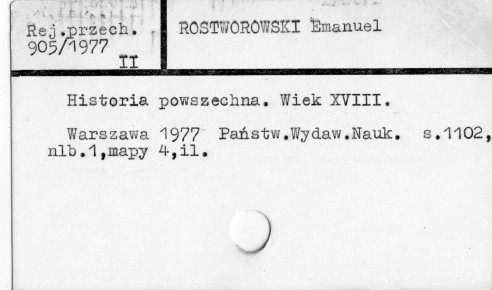 Rej.przech.
905/1977
II
ROSTWOROWSKI Emanuel
Historia powszechna. Wiek XVIII.
Warszawa 1977 Państw.Wydaw.Nauk. s.1102,
nlb.1,mapy 4,il.